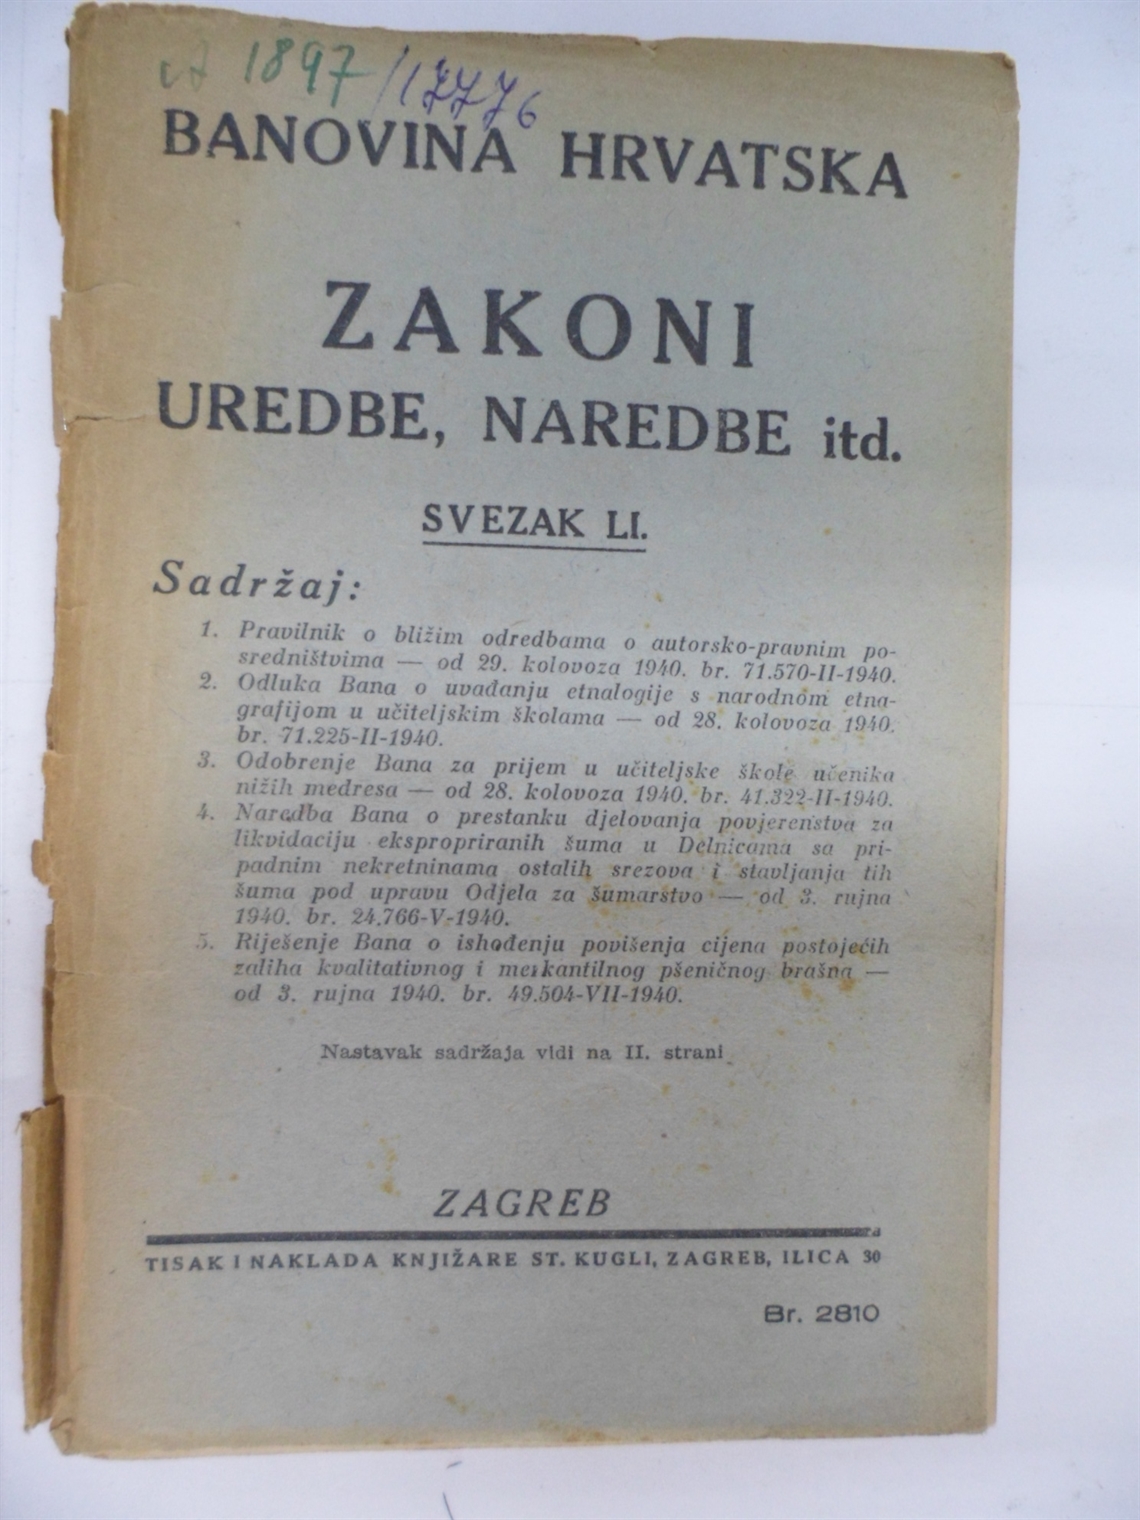 1897/17776
BANOVINA HRVATSKA
ZAKONI
UREDBE, NAREDBE itd.
SVEZAK LI.
Sadržaj:
1. Pravilnik o bližim odredbama o autorsko-pravnim po-
sredništvima — od 29. kolovoza 1940. br. 71.570-II-1940.
2. Odluka Bana o uvađanju etnalogije s narodnom etna-
grafijom u učiteljskim školama — od 28. kolovoza 1940.
br. 71.225-II-1940.
3. Odobrenje Bana za prijem u učiteljske škole učenika
nižih medresa — od 28. kolovoza 1940. br. 41.322-II-1940.
4. Naredba Bana o prestanku djelovanja povjerenstva za
likvidaciju ekspropriranih šuma u Delnicama sa pri-
padnim nekretninama ostalih srezova i stavljanja tih
šuma pod upravu Odjela za šumarstvo — od 3. rujna
1940. br. 24.766-V-1940.
5. Riješenje Bana o ishođenju povišenja cijena postojećih
zaliha kvalitativnog i merkantilnog pšeničnog brašna —
od 3. rujna 1940. br. 49.504-VII-1940.
Nastavak sadržaja vidi na II. strani
ZAGREB
TISAK I NAKLADA KNJIŽARE ST. KUGLI, ZAGREB, ILICA 30
Br. 2810